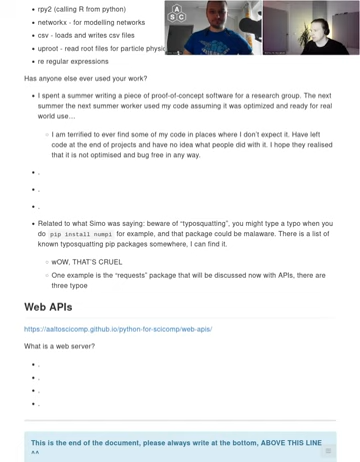 rpy2 (calling R from python)
networkx - for modelling networks
csv - loads and writes csv files
uproot - read root files for particle physic
re regular expressions
Has anyone else ever used your work?
I spent a summer writing a piece of proof-of-concept software for a research group. The next
summer the next summer worker used my code assuming it was optimized and ready for real
world use...
I am terrified to ever find some of my code in places where I don't expect it. Have left
code at the end of projects and have no idea what people did with it. I hope they realised
that it is not optimised and bug free in any way.
.
.
.
Related to what Simo was saying: beware of "typosquatting", you might type a typo when you
do pip install numpi for example, and that package could be malware. There is a list of
known typosquatting pip packages somewhere, I can find it.
wOW, THAT'S CRUEL
One example is the "requests" package that will be discussed now with APIs, there are
three typoe
Web APIs
https://aaltoscicomp.github.io/python-for-scicomp/web-apis/
What is a web server?
.
.
.
.
This is the end of the document, please always write at the bottom, ABOVE THIS LINE
^^
A
S C